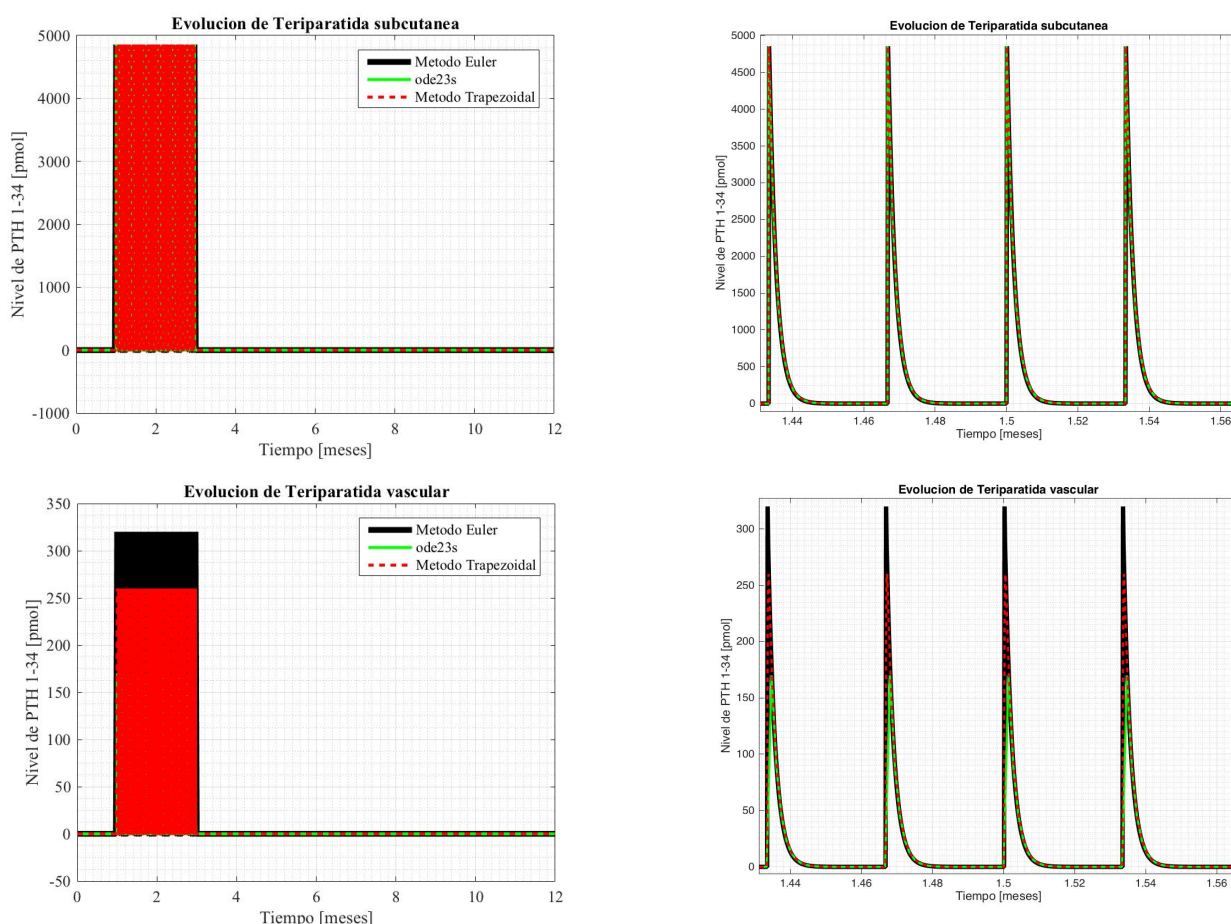 Evolucion de Teriparatida subcutanea
Nivel de PTH 1-34 [pmol]
5000
4000
3000
2000
1000
0
-1000
Metodo Euler
ode23s
Metodo Trapezoidal
0 2 4 6 8 10 12
Tiempo [meses]
Evolucion de Teriparatida subcutanea
Nivel de PTH 1-34 [pmol]
5000
4500
4000
3500
3000
2500
2000
1500
1000
500
0
1.44 1.46 1.48 1.5 1.52 1.54 1.56
Tiempo [meses]
Evolucion de Teriparatida vascular
Nivel de PTH 1-34 [pmol]
350
300
250
200
150
100
50
0
-50
Metodo Euler
ode23s
Metodo Trapezoidal
0 2 4 6 8 10 12
Tiempo [meses]
Evolucion de Teriparatida vascular
Nivel de PTH 1-34 [pmol]
300
250
200
150
100
50
0
1.44 1.46 1.48 1.5 1.52 1.54 1.56
Tiempo [meses]